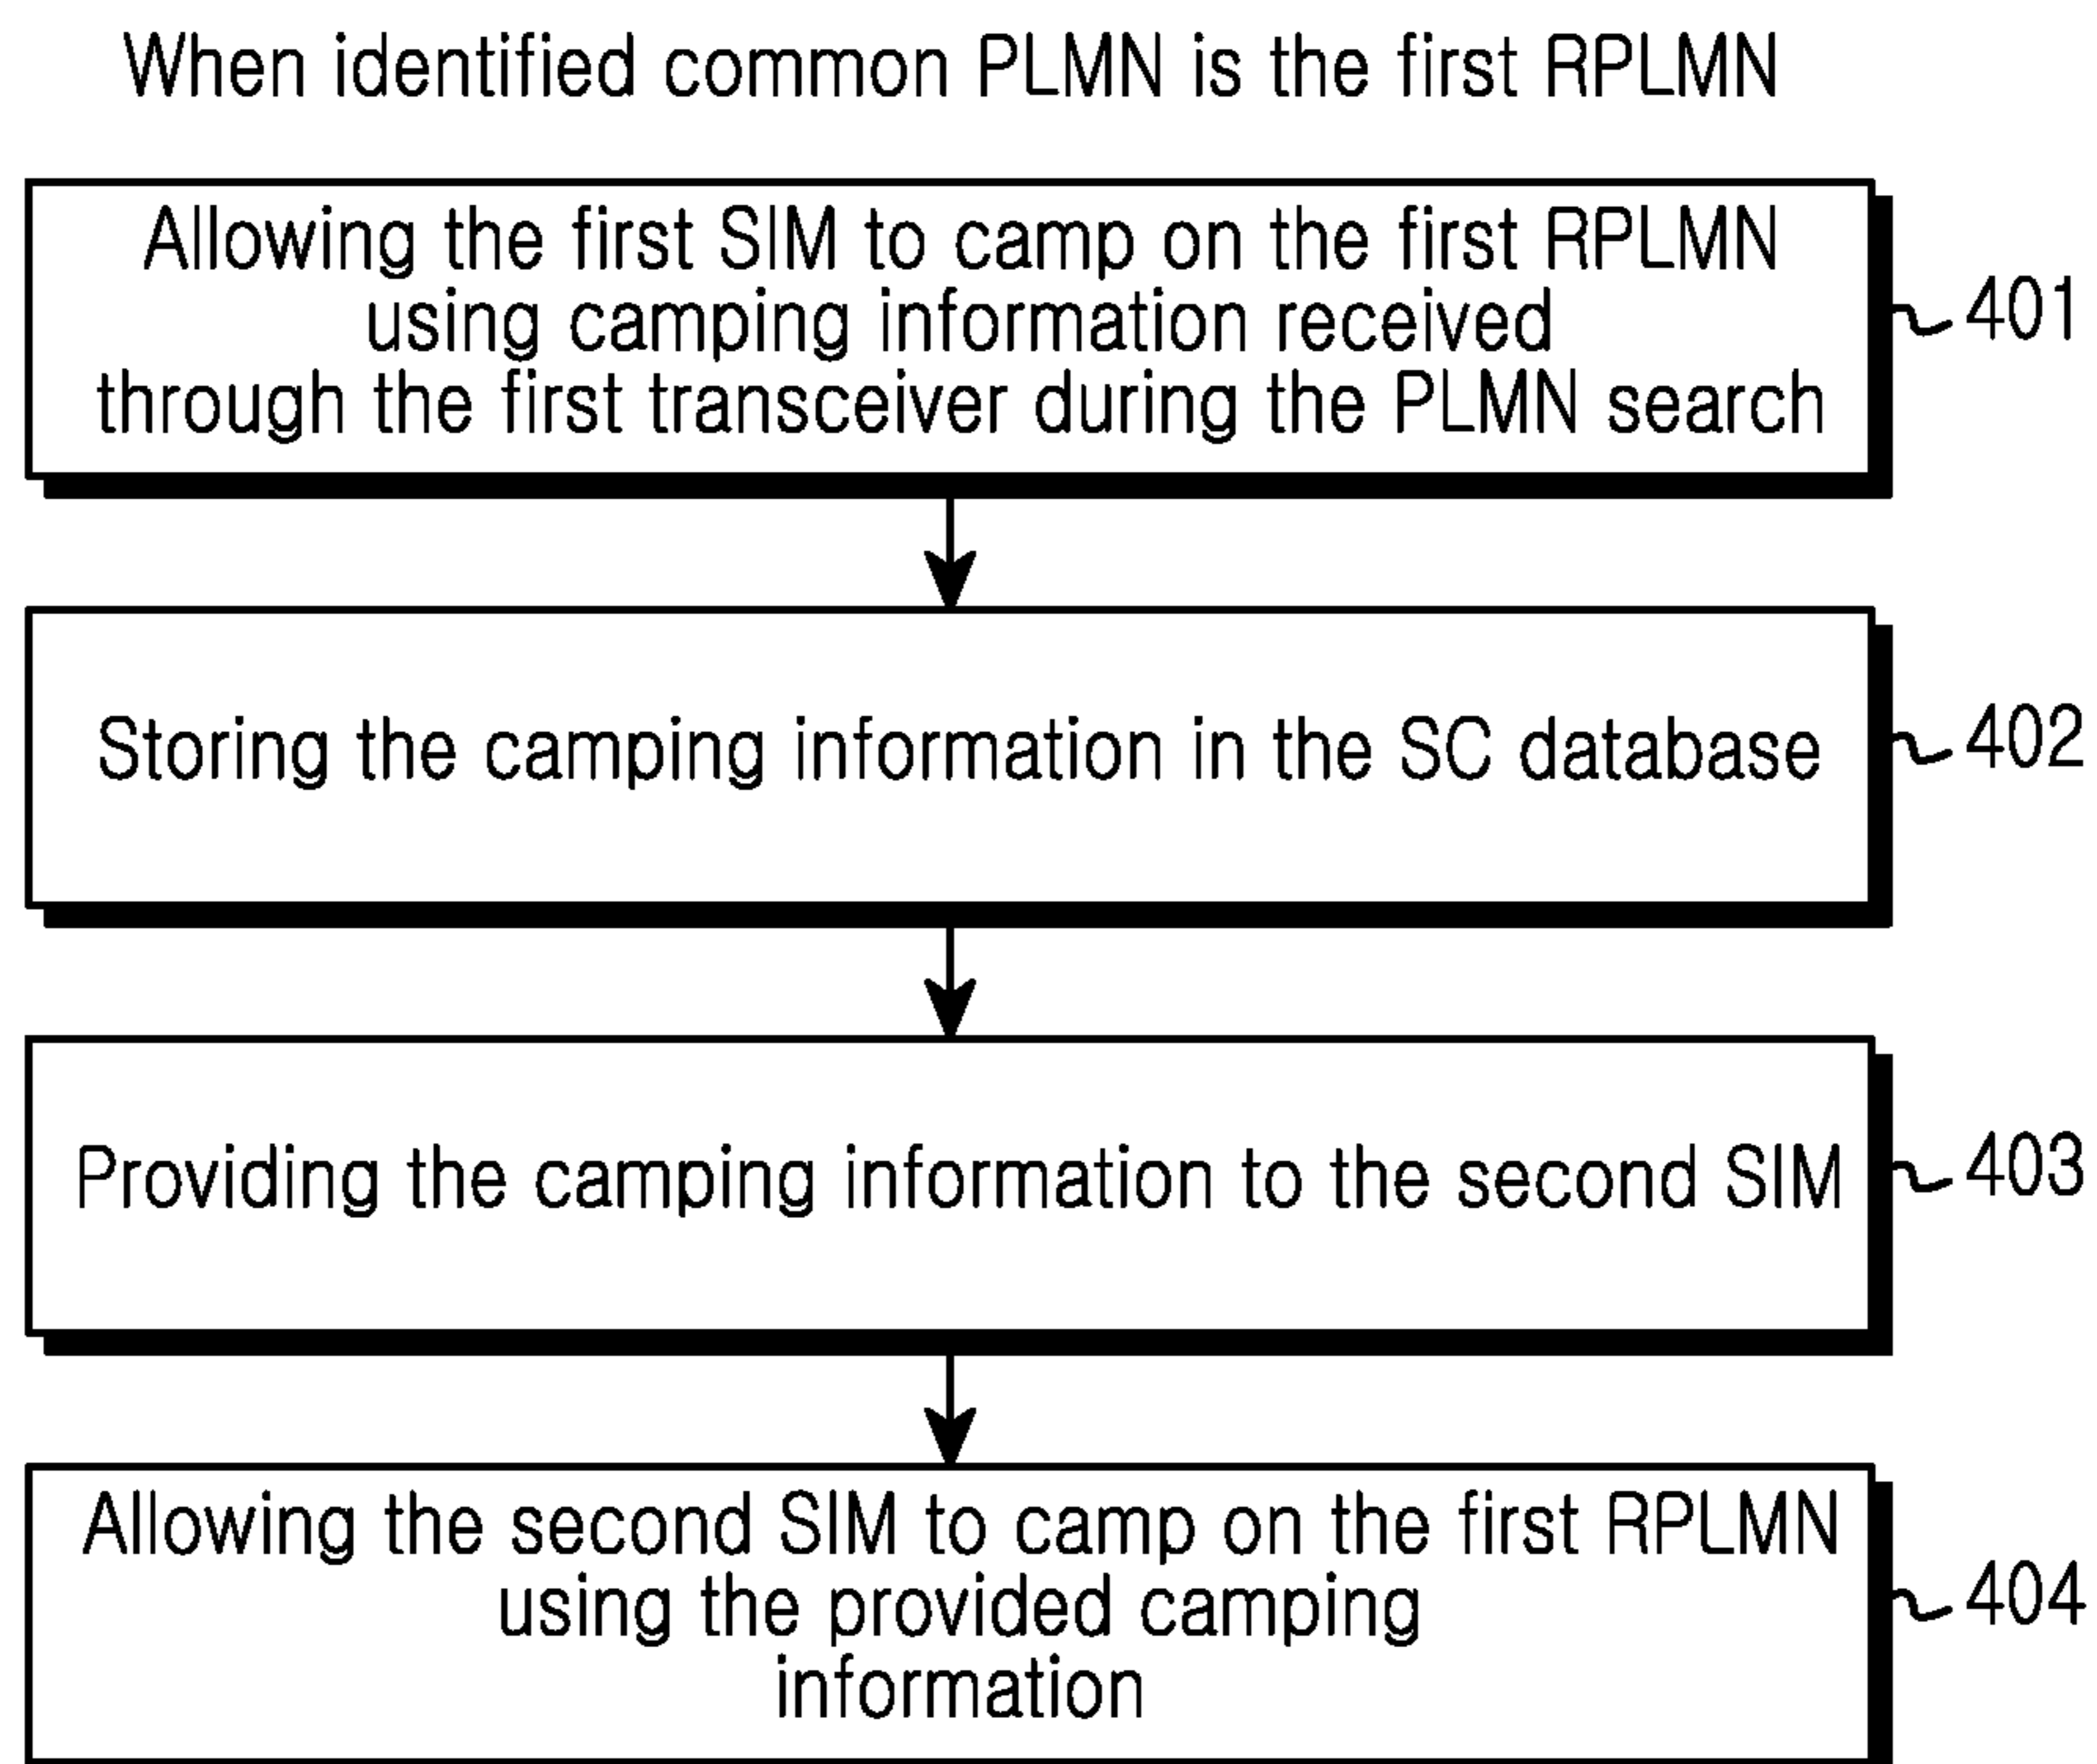 When identified common PLMN is the first RPLMN
Allowing the first SIM to camp on the first RPLMN
using camping information received
through the first transceiver during the PLMN search
401
Storing the camping information in the SC database
402
Providing the camping information to the second SIM
403
Allowing the second SIM to camp on the first RPLMN
using the provided camping
information
404